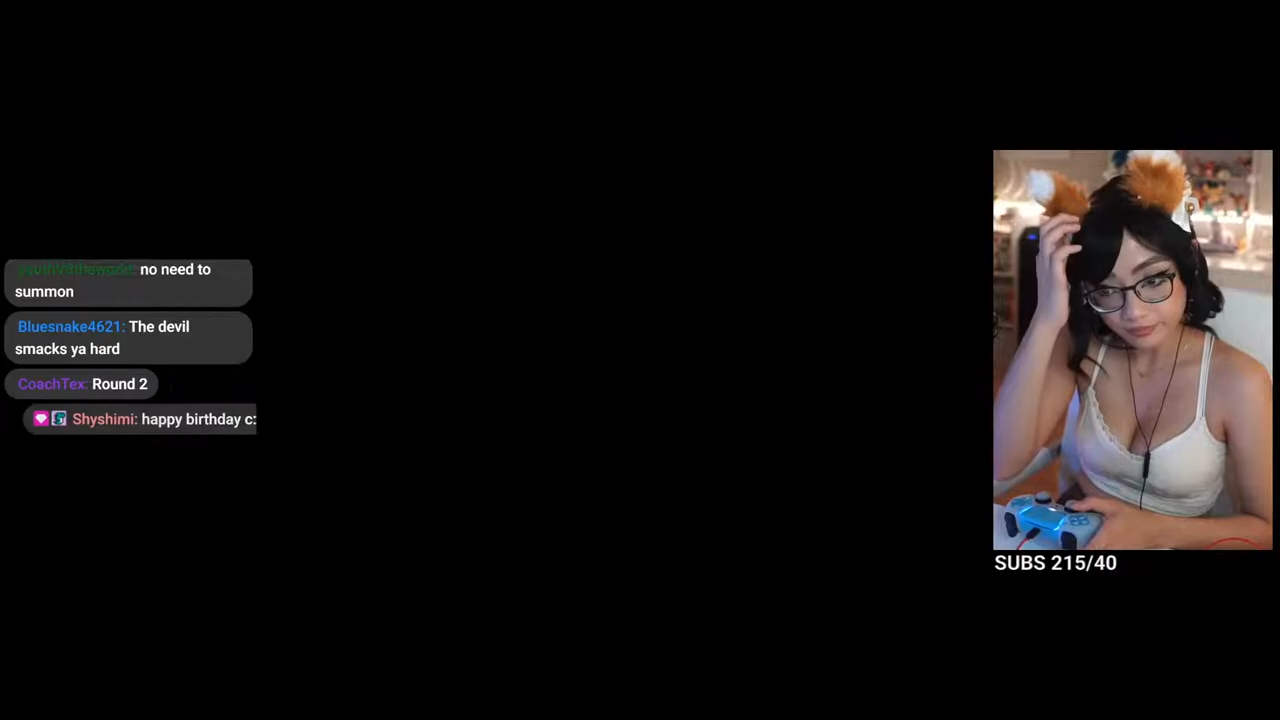 no need to
summon
Bluesnake4621: The devil
smacks ya hard
CoachTex: Round 2
Shyshimi: happy birthday c:
SUBS 215/40